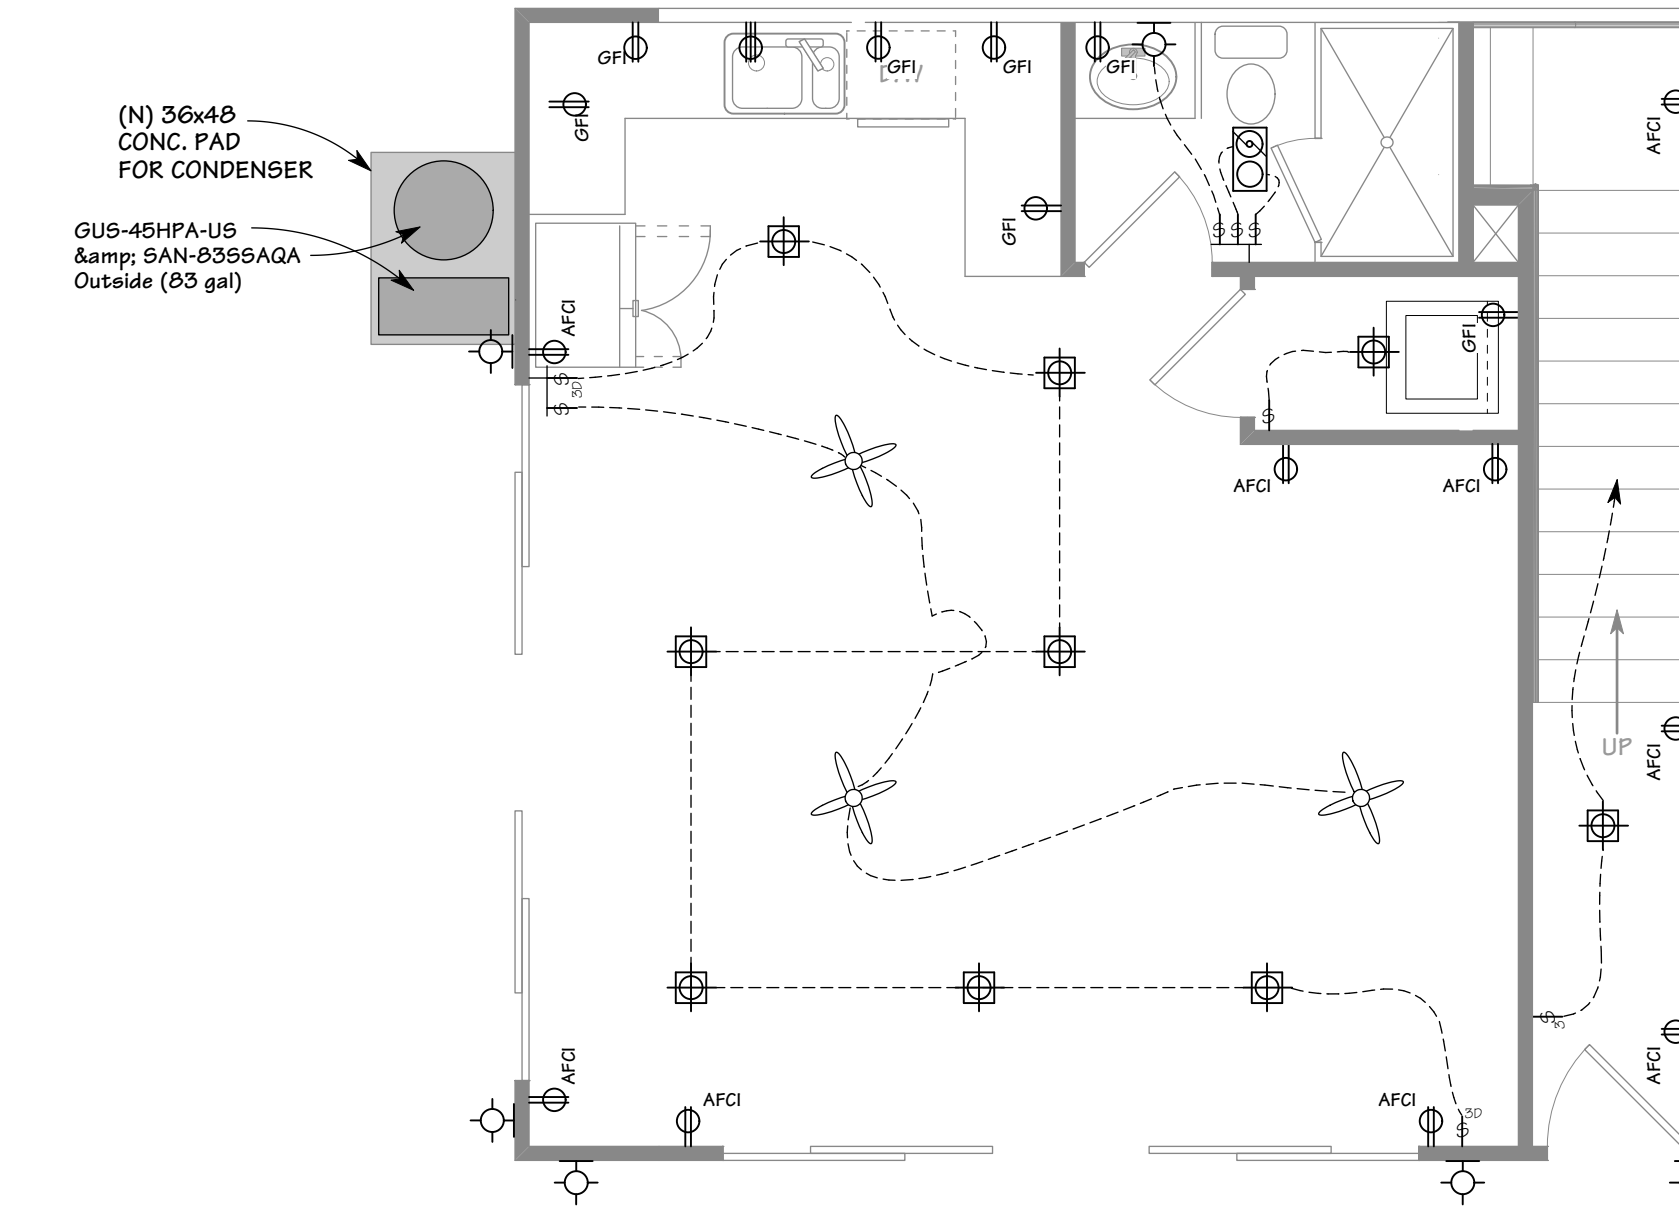 GFI
GFI
GFI
GFI
(N) 36x48
CONC. PAD
FOR CONDENSER
GFI
AFCI
GFI
S S S
GUS-45HPA-US
&amp; SAN-83SSAQA
Outside (83 gal)
AFCI
GFI
S
3D
S
S
AFCI
AFCI
UP
AFCI
S
3
AFCI
AFCI
AFCI
AFCI
3D
S